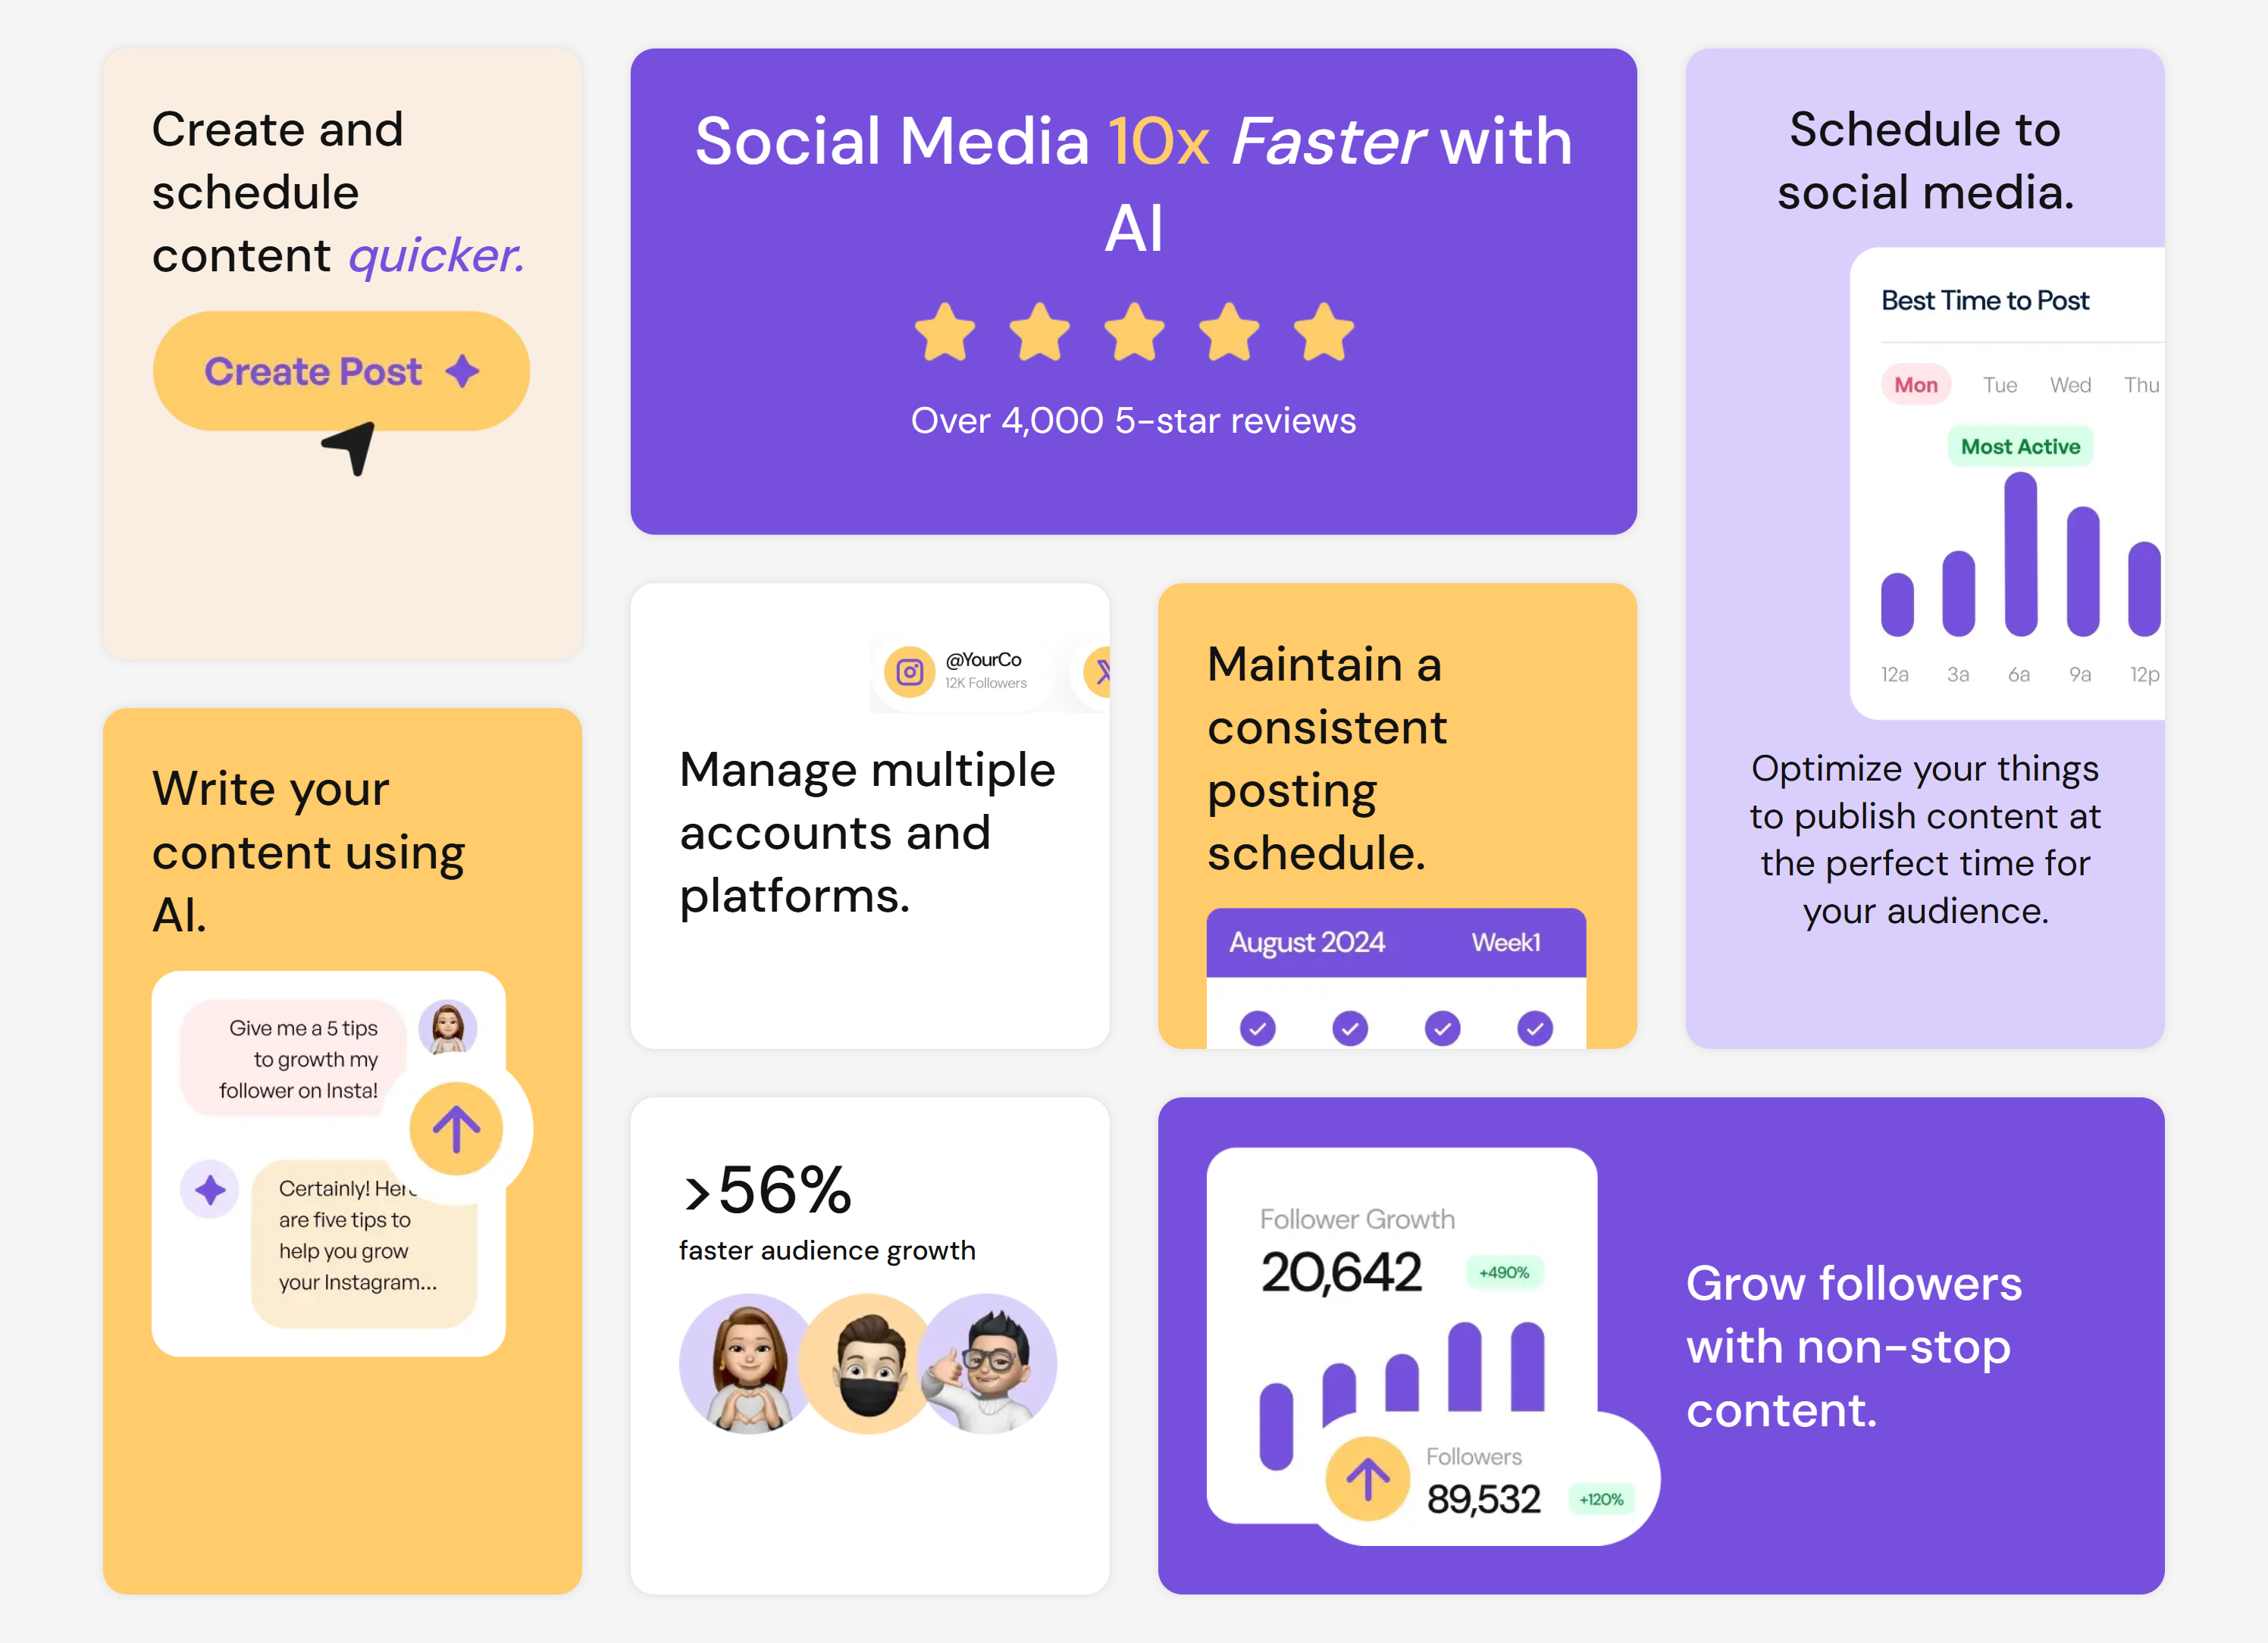 Create and
schedule
content quicker.
Create Post
Social Media 10x Faster with
AI
Over 4,000 5-star reviews
Schedule to
social media.
Best Time to Post
Mon Tue Wed Thu
Most Active
12a 3a 6a 9a 12p
Optimize your things
to publish content at
the perfect time for
your audience.
Write your
content using
AI.
Give me a 5 tips
to growth my
follower on Insta!
Certainly! Here
are five tips to
help you grow
your Instagram...
@YourCo
12K Followers
Manage multiple
accounts and
platforms.
Maintain a
consistent
posting
schedule.
August 2024 Week1
>56%
faster audience growth
Follower Growth
20,642 +490%
Followers
89,532 +120%
Grow followers
with non-stop
content.